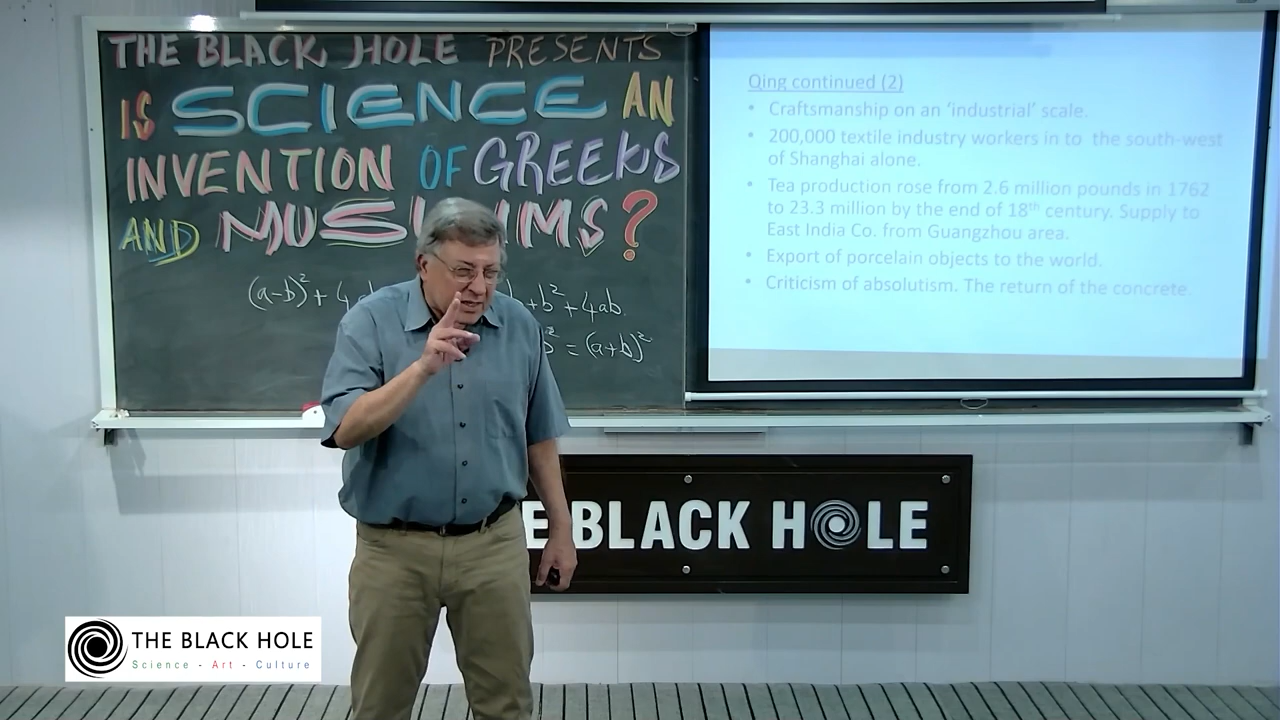 THE BLACK HOLE PRESENTS
IS SCIENCE AN
INVENTION OF GREEKS
AND MUSLIMS?
(a-b)² + 4
b² + 4ab.
= (a+b)²
Qing continued (2)
• Craftsmanship on an 'industrial' scale.
• 200,000 textile industry workers in to the south-west
of Shanghai alone.
• Tea production rose from 2.6 million pounds in 1762
to 23.3 million by the end of 18th century. Supply to
East India Co. from Guangzhou area.
• Export of porcelain objects to the world.
• Criticism of absolutism. The return of the concrete.
E BLACK HOLE
THE BLACK HOLE
Science - Art - Culture